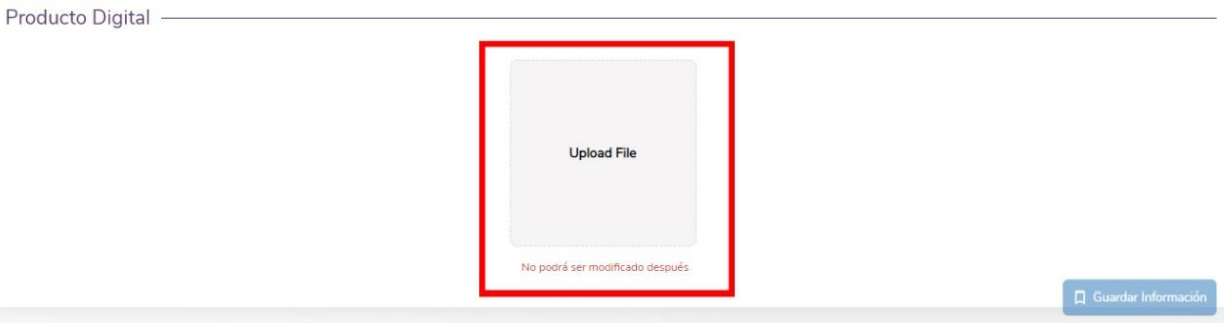 Producto Digital
Upload File
No podrá ser modificado después
Guardar Información